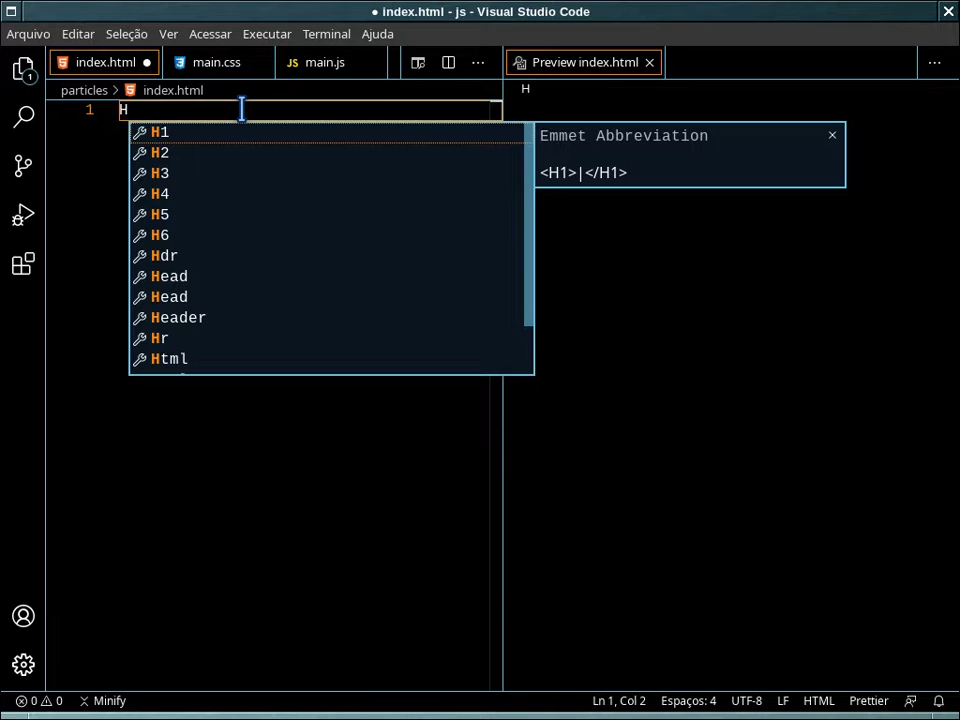 ● index.html - js - Visual Studio Code
Arquivo Editar Seleção Ver Acessar Executar Terminal Ajuda
index.html ● main.css JS main.js ··· Preview index.html × ···
1
particles > index.html
H
1 H
H1
H2
H3
H4
H5
H6
Hdr
Head
Head
Header
Hr
Html
Emmet Abbreviation ×
<H1>|</H1>
0 0 Minify Ln 1, Col 2 Espaços: 4 UTF-8 LF HTML Prettier